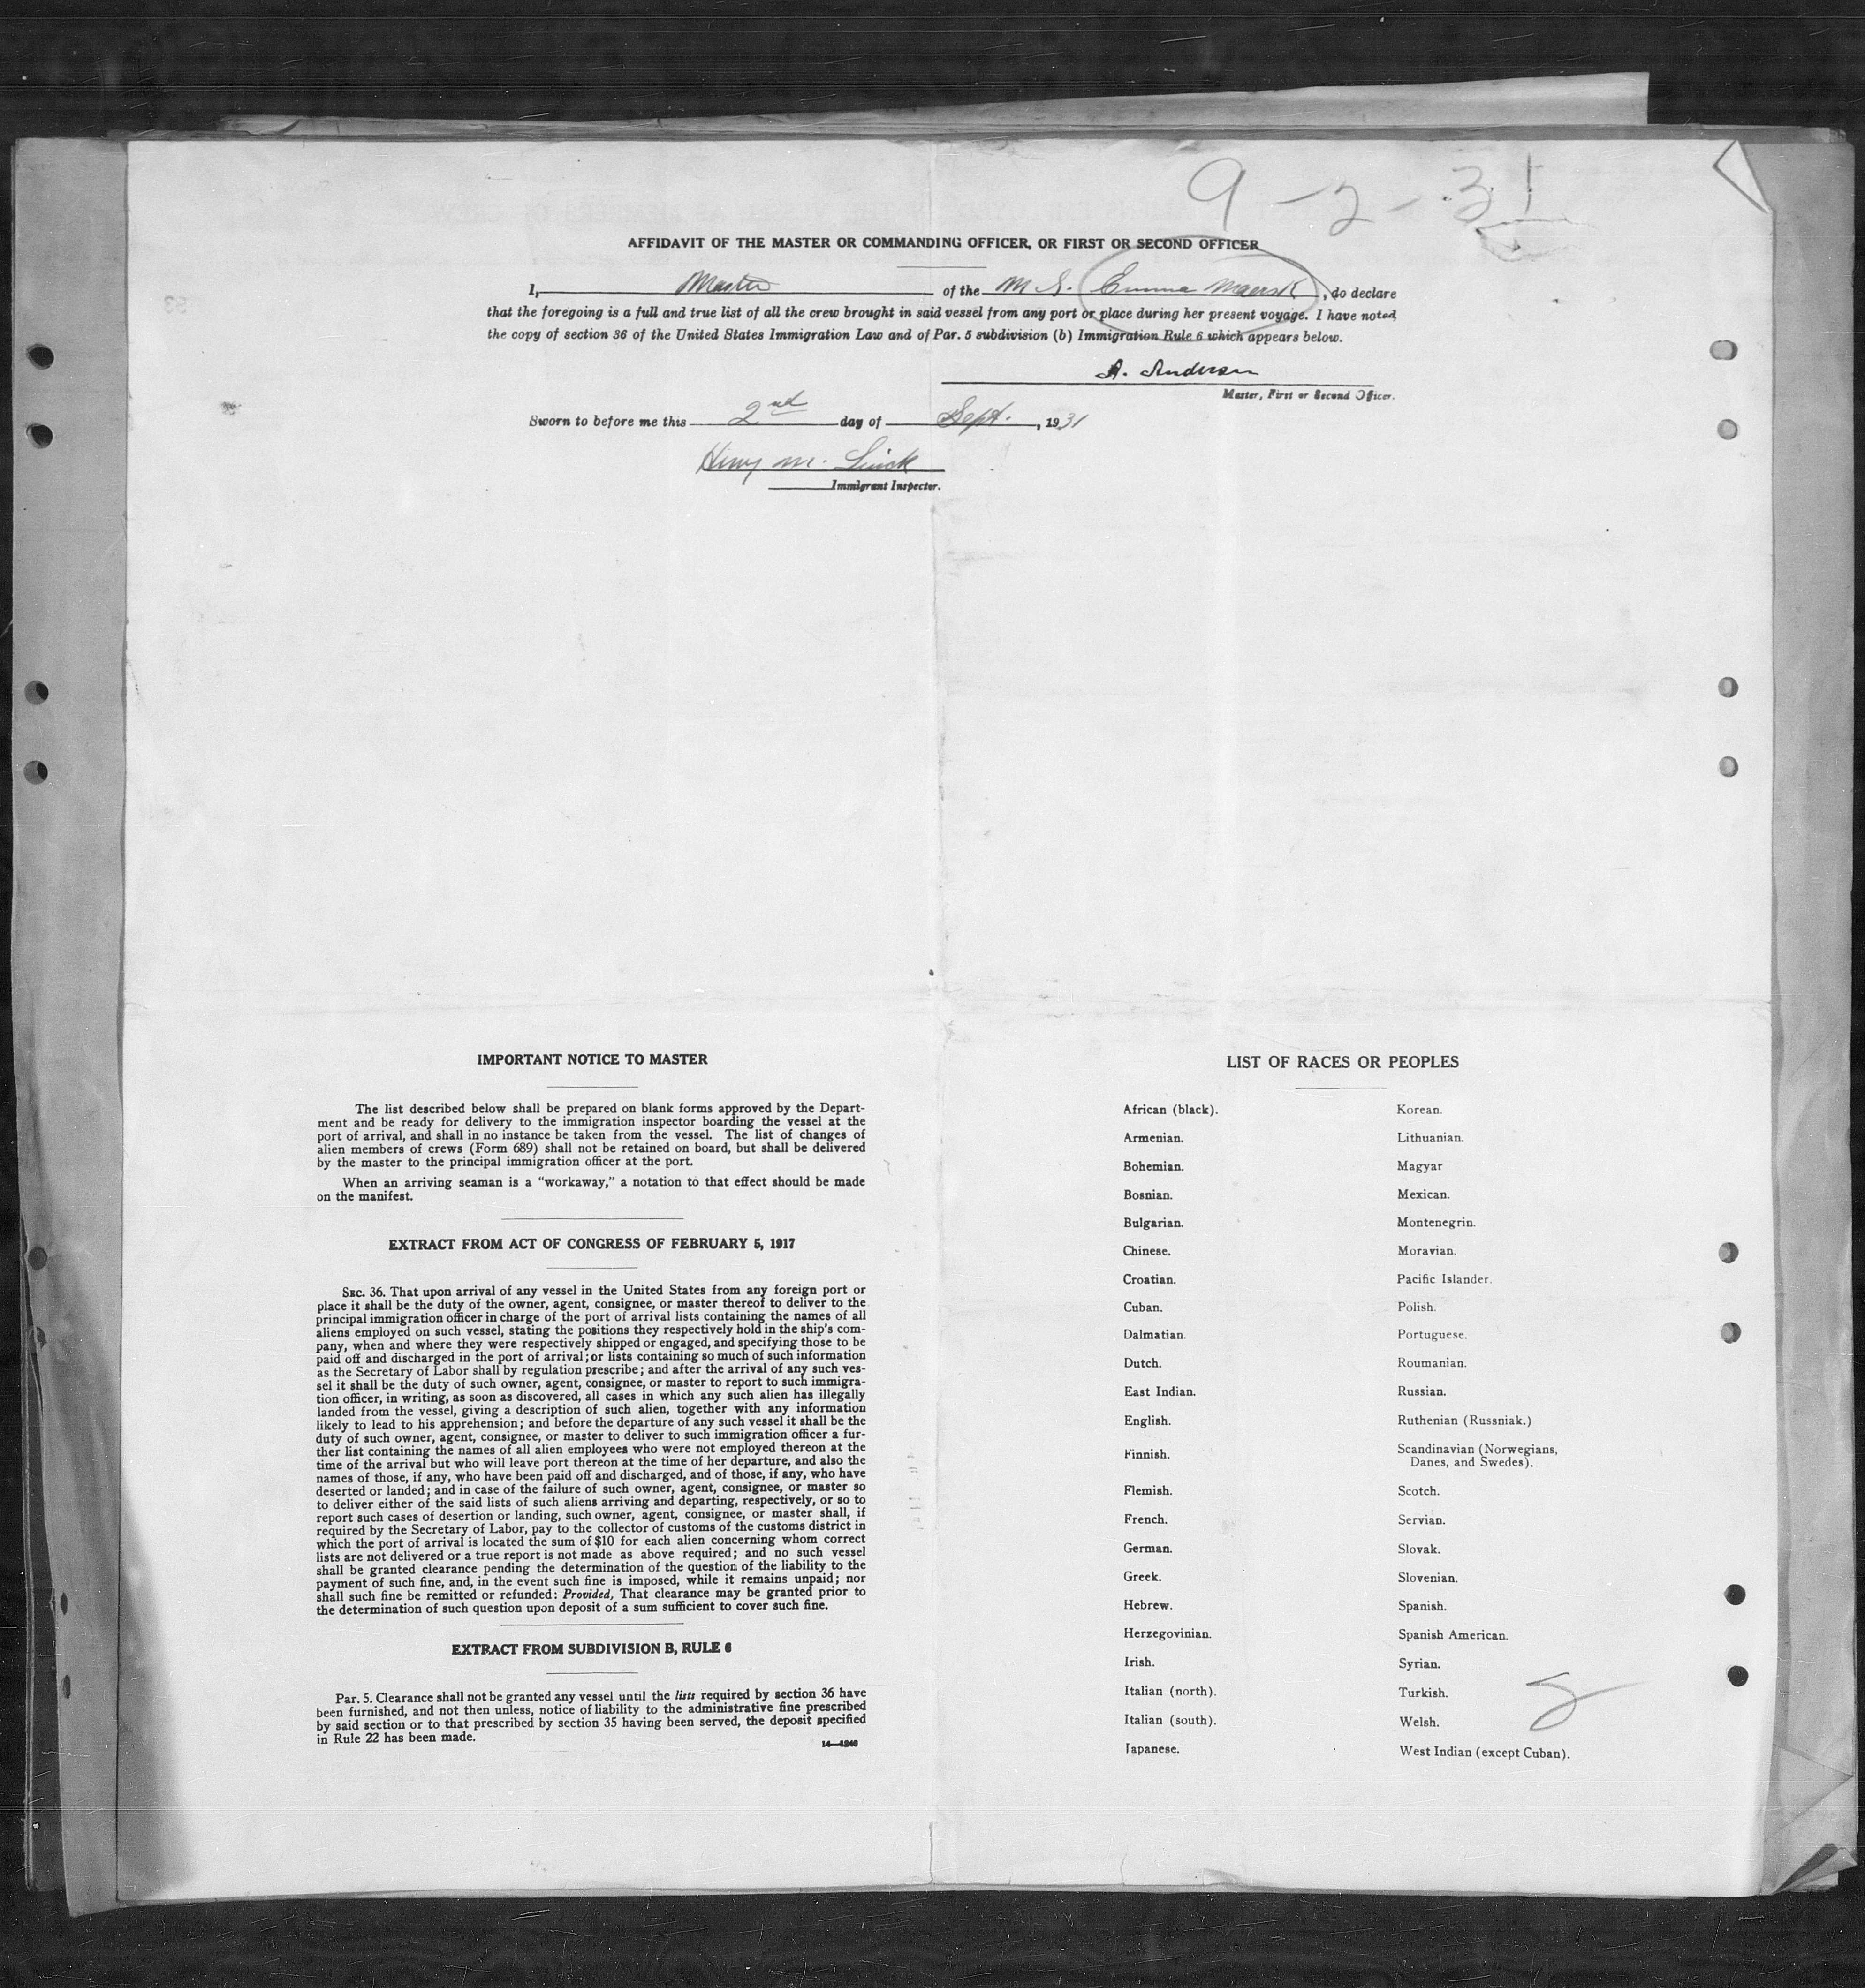 9-2-31
AFFIDAVIT OF THE MASTER OR COMMANDING OFFICER, OR FIRST OR SECOND OFFICER
I, Master of the M S. Emma Maersk, do declare
that the foregoing is a full and true list of all the crew brought in said vessel from any port or place during her present voyage. I have noted
the copy of section 36 of the United States Immigration Law and of Par. 5 subdivision (b) Immigration Rule 6 which appears below.
A. Andersen
Master, First or Second Officer.
Sworn to before me this 2nd day of Sept., 1931
Henry M.
Immigrant Inspector.
IMPORTANT NOTICE TO MASTER
The list described below shall be prepared on blank forms approved by the Depart-
ment and be ready for delivery to the immigration inspector boarding the vessel at the
port of arrival, and shall in no instance be taken from the vessel. The list of changes of
alien members of crews (Form 689) shall not be retained on board, but shall be delivered
by the master to the principal immigration officer at the port.
When an arriving seaman is a "workaway," a notation to that effect should be made
on the manifest.
EXTRACT FROM ACT OF CONGRESS OF FEBRUARY 5, 1917
SEC. 36. That upon arrival of any vessel in the United States from any foreign port or
place it shall be the duty of the owner, agent, consignee, or master thereof to deliver to the
principal immigration officer in charge of the port of arrival lists containing the names of all
aliens employed on such vessel, stating the positions they respectively hold in the ship's com-
pany, when and where they were respectively shipped or engaged, and specifying those to be
paid off and discharged in the port of arrival; or lists containing so much of such information
as the Secretary of Labor shall by regulation prescribe; and after the arrival of any such ves-
sel it shall be the duty of such owner, agent, consignee, or master to report to such immigra-
tion officer, in writing, as soon as discovered, all cases in which any such alien has illegally
landed from the vessel, giving a description of such alien, together with any information
likely to lead to his apprehension; and before the departure of any such vessel it shall be the
duty of such owner, agent, consignee, or master to deliver to such immigration officer a fur-
ther list containing the names of all alien employees who were not employed thereon at the
time of the arrival but who will leave port thereon at the time of her departure, and also the
names of those, if any, who have been paid off and discharged, and of those, if any, who have
deserted or landed; and in case of the failure of such owner, agent, consignee, or master so
to deliver either of the said lists of such aliens arriving and departing, respectively, or so to
report such cases of desertion or landing, such owner, agent, consignee, or master shall, if
required by the Secretary of Labor, pay to the collector of customs of the customs district in
which the port of arrival is located the sum of $10 for each alien concerning whom correct
lists are not delivered or a true report is not made as above required; and no such vessel
shall be granted clearance pending the determination of the question of the liability to the
payment of such fine, and, in the event such fine is imposed, while it remains unpaid; nor
shall such fine be remitted or refunded: Provided, That clearance may be granted prior to
the determination of such question upon deposit of a sum sufficient to cover such fine.
EXTRACT FROM SUBDIVISION B, RULE 6
Par. 5. Clearance shall not be granted any vessel until the lists required by section 36 have
been furnished, and not then unless, notice of liability to the administrative fine prescribed
by said section or to that prescribed by section 35 having been served, the deposit specified
in Rule 22 has been made.
LIST OF RACES OR PEOPLES
African (black).
Armenian.
Bohemian.
Bosnian.
Bulgarian.
Chinese.
Croatian.
Cuban.
Dalmatian.
Dutch.
East Indian.
English.
Finnish.
Flemish.
French.
German.
Greek.
Hebrew.
Herzegovinian.
Irish.
Italian (north).
Italian (south).
Japanese.
Korean.
Lithuanian.
Magyar
Mexican.
Montenegrin.
Moravian.
Pacific Islander.
Polish.
Portuguese.
Roumanian.
Russian.
Ruthenian (Russniak.)
Scandinavian (Norwegians,
Danes, and Swedes).
Scotch.
Servian.
Slovak.
Slovenian.
Spanish.
Spanish American.
Syrian.
Turkish.
Welsh.
West Indian (except Cuban).